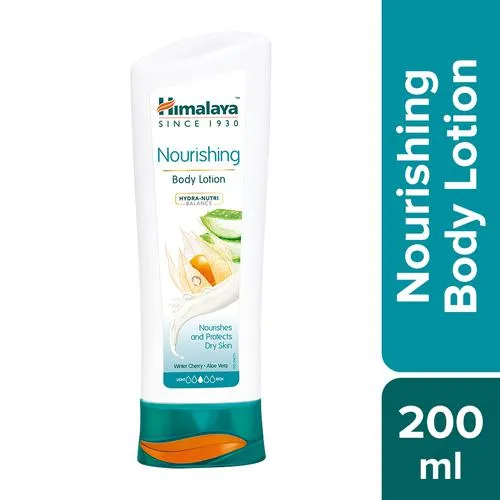 Himalaya
SINCE 1930
Nourishing
Body Lotion
HYDRA-NUTRI
BALANCE
Nourishes
and Protects
Dry Skin
Winter Cherry • Aloe Vera
LIGHT
RICH
Nourishing
Body Lotion
200
ml